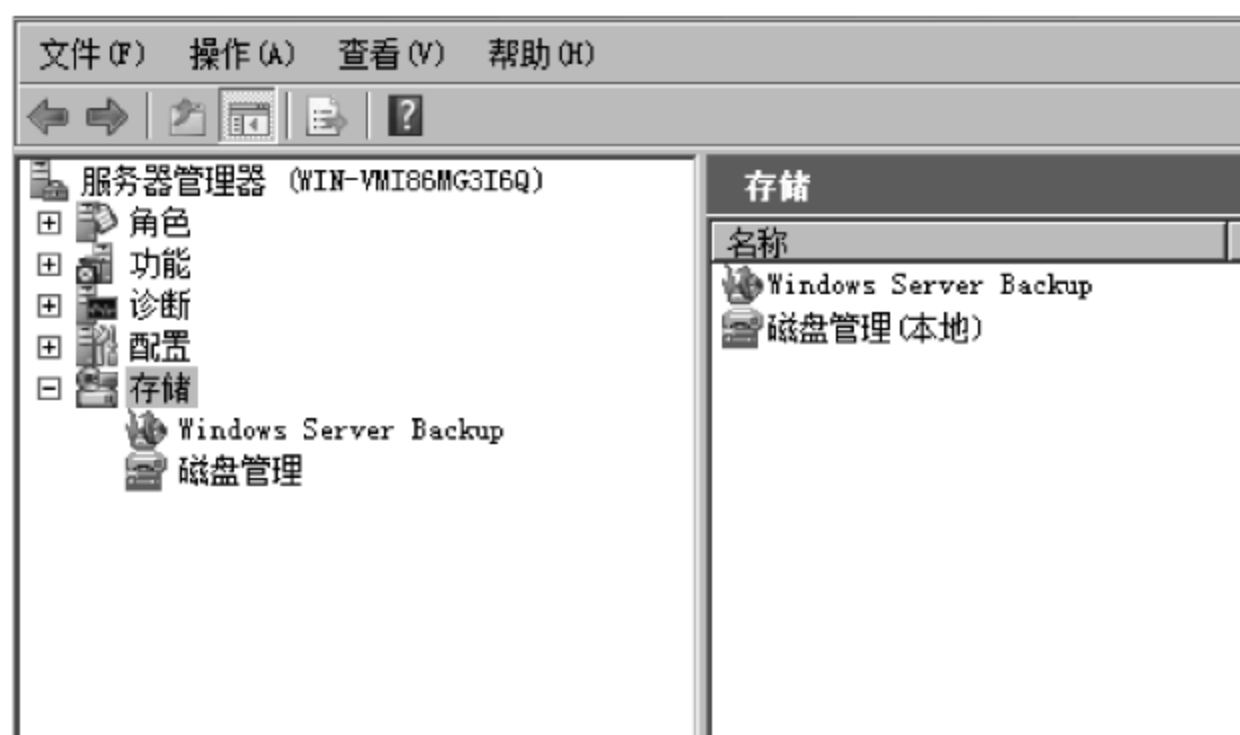 文件(F) 操作(A) 查看(V) 帮助(H)
服务器管理器 (WIN-VMI86MG3I6Q)
角色
功能
诊断
配置
存储
Windows Server Backup
磁盘管理
存储
名称
Windows Server Backup
磁盘管理(本地)